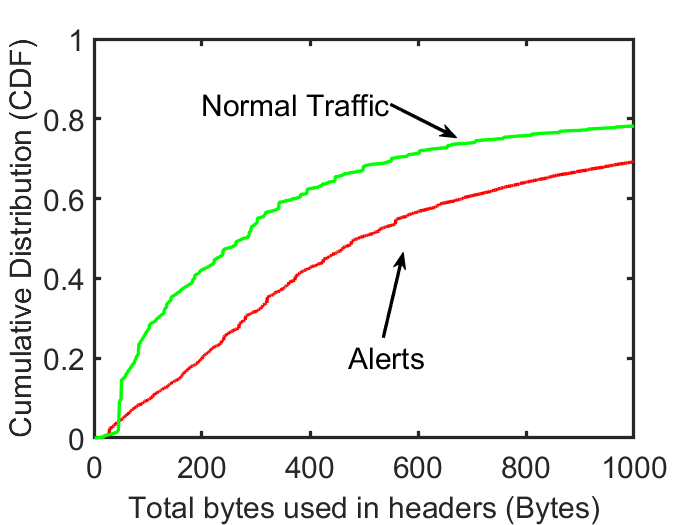 Cumulative Distribution (CDF)
1
0.8
0.6
0.4
0.2
0
Normal Traffic
Alerts
0 200 400 600 800 1000
Total bytes used in headers (Bytes)